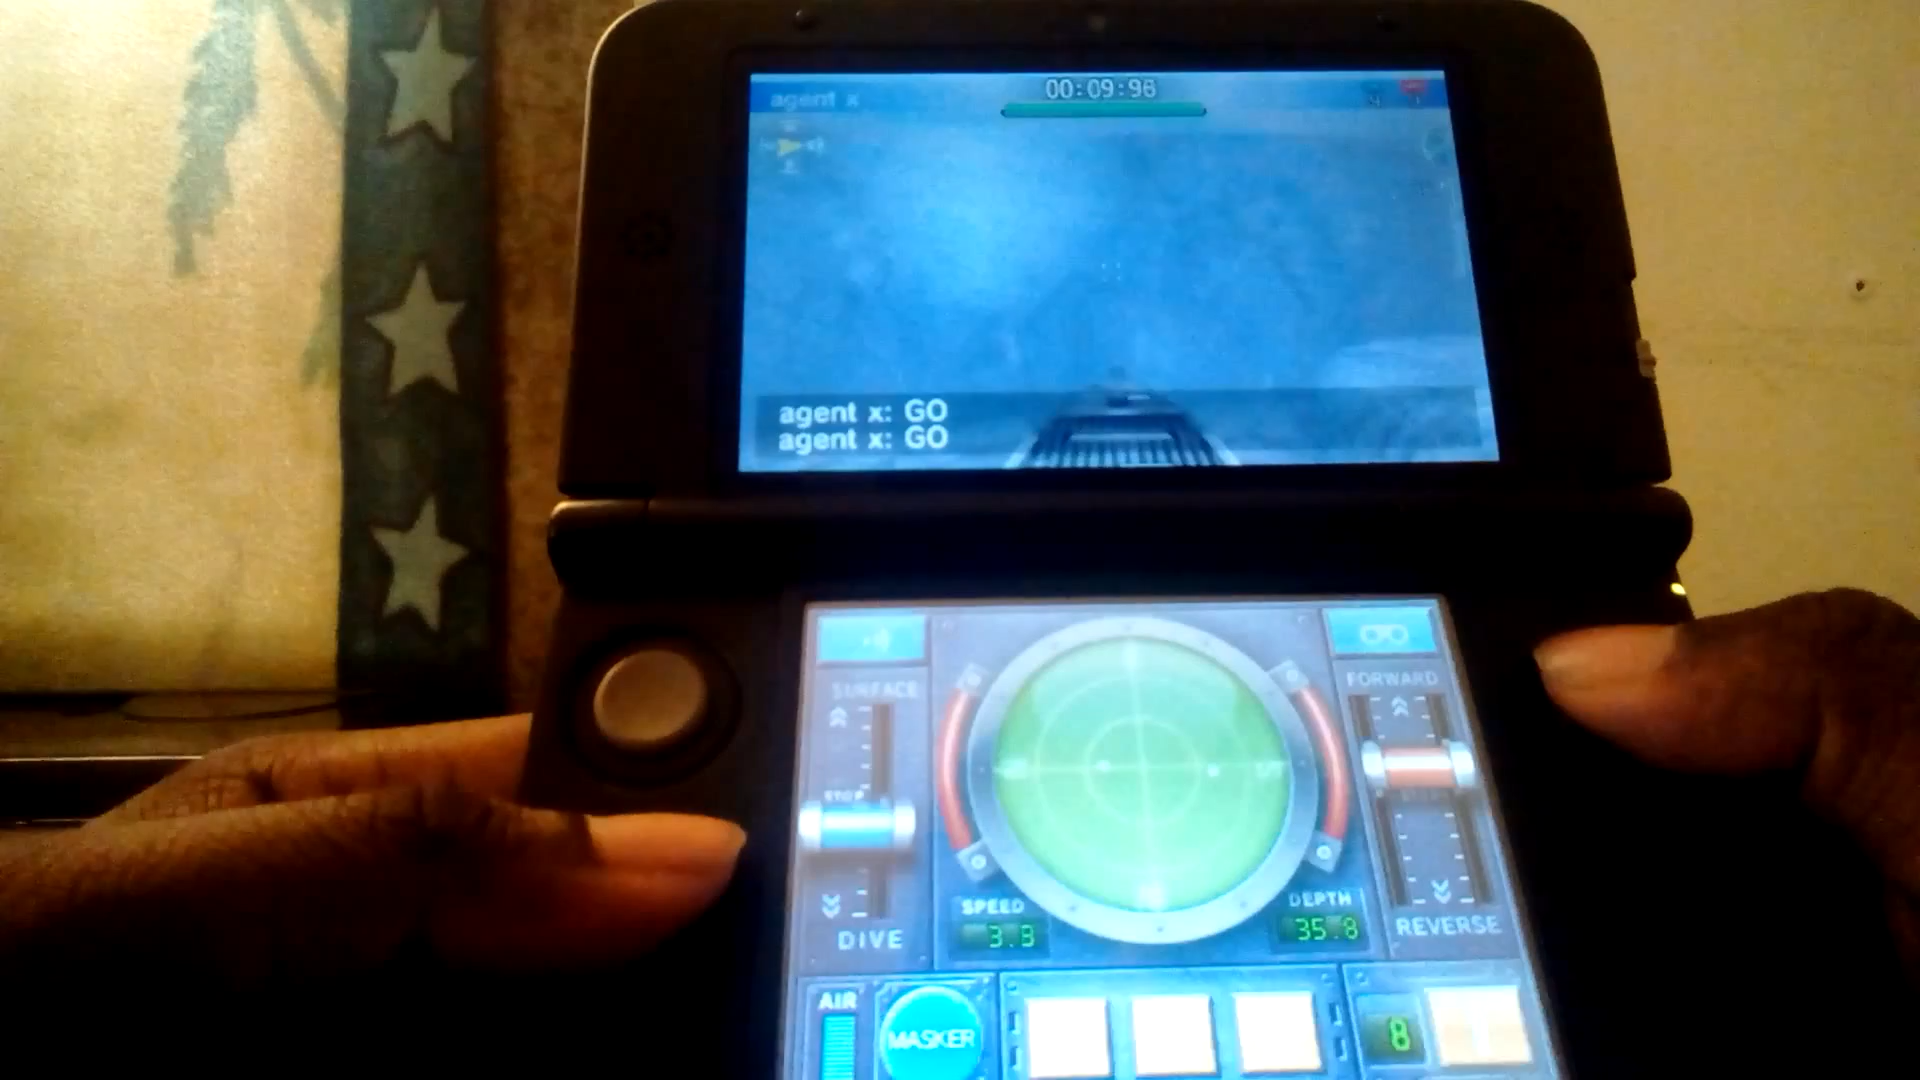 agent x
00:09:98
agent x: GO
agent x: GO
SURFACE
FORWARD
STOP
SPEED
3.3
DEPTH
35.8
DIVE
REVERSE
AIR
MASKER
8